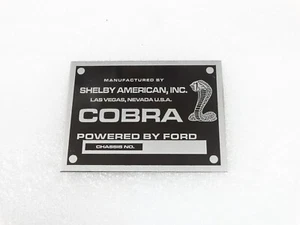 MANUFACTURED BY
SHELBY AMERICAN, INC.
LAS VEGAS, NEVADA U.S.A.
COBRA
POWERED BY FORD
CHASSIS NO.